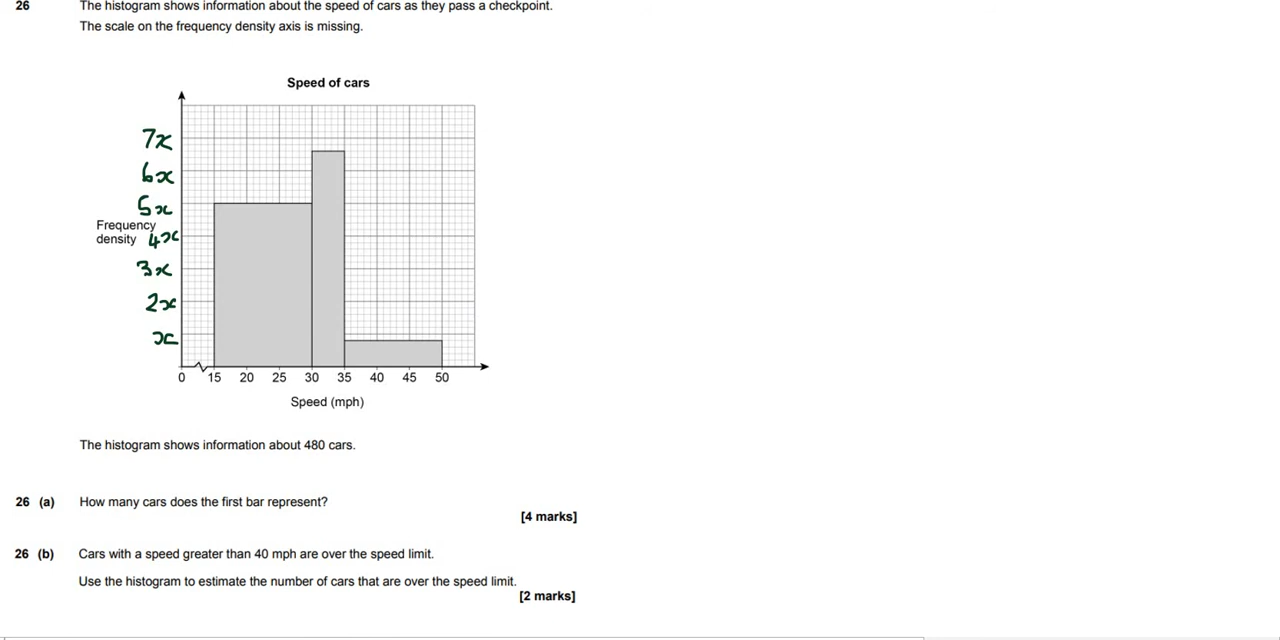 26 The histogram shows information about the speed of cars as they pass a checkpoint.
The scale on the frequency density axis is missing.
Speed of cars
7x
6x
5x
Frequency
density 4x
3x
2x
x
0 15 20 25 30 35 40 45 50
Speed (mph)
The histogram shows information about 480 cars.
26 (a) How many cars does the first bar represent?
[4 marks]
26 (b) Cars with a speed greater than 40 mph are over the speed limit.
Use the histogram to estimate the number of cars that are over the speed limit.
[2 marks]